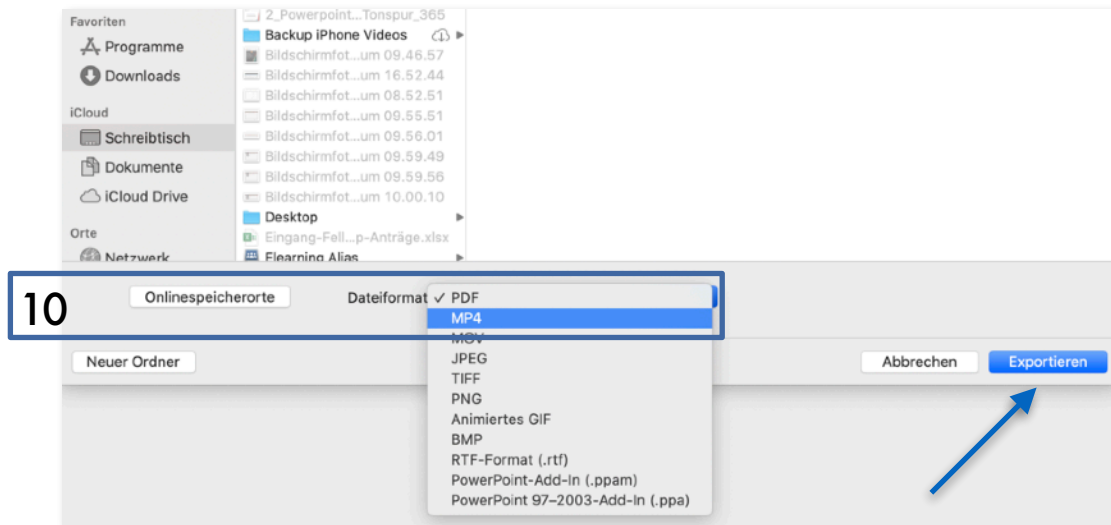 Favoriten
Programme
Downloads
iCloud
Schreibtisch
Dokumente
iCloud Drive
Orte
Netzwerk
2_Powerpoint...Tonspur_365
Backup iPhone Videos
Bildschirmfot...um 09.46.57
Bildschirmfot...um 16.52.44
Bildschirmfot...um 08.52.51
Bildschirmfot...um 09.55.51
Bildschirmfot...um 09.56.01
Bildschirmfot...um 09.59.49
Bildschirmfot...um 09.59.56
Bildschirmfot...um 10.00.10
Desktop
Eingang-Fell...p-Anträge.xlsx
Elearning Alias
10
Onlinespeicherorte
Dateiformat
✓ PDF
MP4
MOV
JPEG
TIFF
PNG
Animiertes GIF
BMP
RTF-Format (.rtf)
PowerPoint-Add-In (.ppam)
PowerPoint 97–2003-Add-In (.ppa)
Neuer Ordner
Abbrechen
Exportieren